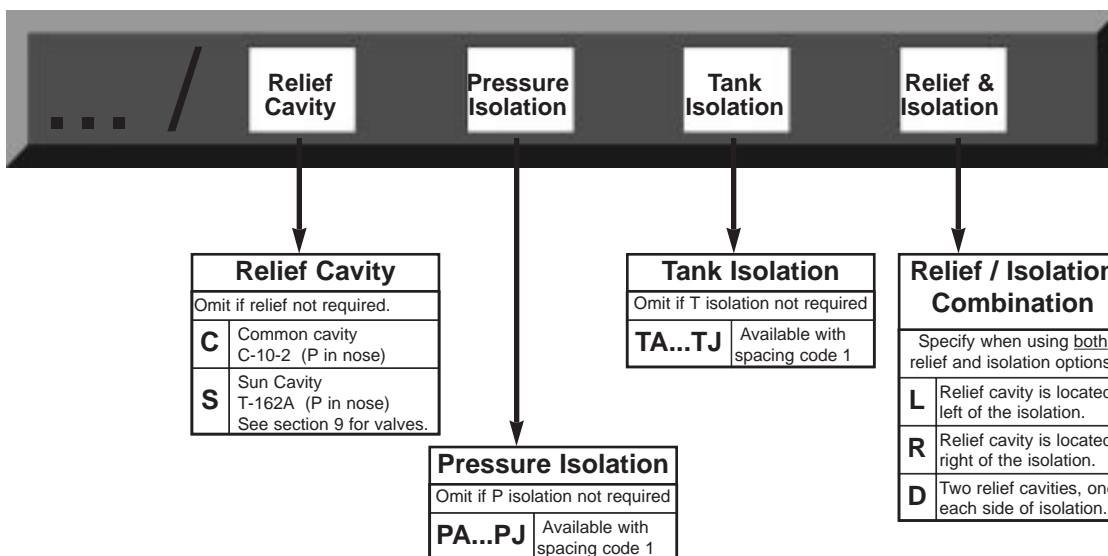 ... /
Relief
Cavity
Pressure
Isolation
Tank
Isolation
Relief &
Isolation
Relief Cavity
Omit if relief not required.
C
Common cavity
C-10-2 (P in nose)
S
Sun Cavity
T-162A (P in nose)
See section 9 for valves.
Pressure Isolation
Omit if P isolation not required
PA...PJ
Available with
spacing code 1
Tank Isolation
Omit if T isolation not required
TA...TJ
Available with
spacing code 1
Relief / Isolation
Combination
Specify when using both
relief and isolation options
L
Relief cavity is located
left of the isolation.
R
Relief cavity is located
right of the isolation.
D
Two relief cavities, one
each side of isolation.